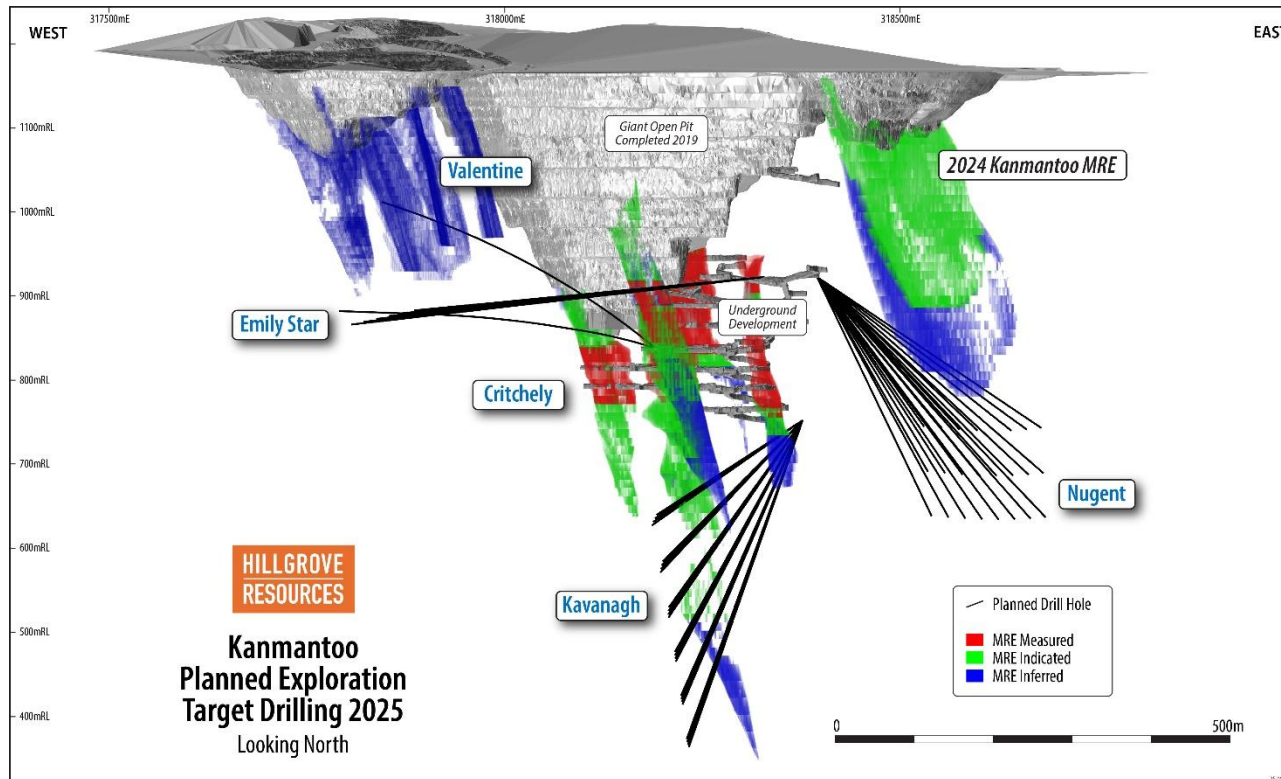 317500mE
318000mE
318500mE
WEST
EAST
1100mRL
1000mRL
900mRL
800mRL
700mRL
600mRL
500mRL
400mRL
Giant Open Pit
Completed 2019
Valentine
2024 Kanmantoo MRE
Emily Star
Underground
Development
Critchely
Nugent
Kavanagh
HILLGROVE
RESOURCES
Kanmantoo
Planned Exploration
Target Drilling 2025
Looking North
Planned Drill Hole
MRE Measured
MRE Indicated
MRE Inferred
0
500m